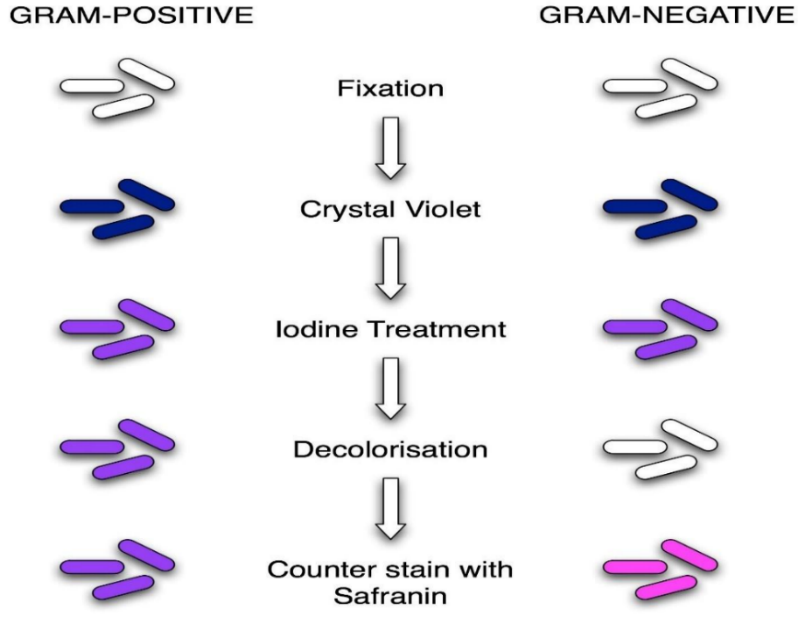 GRAM-POSITIVE
GRAM-NEGATIVE
Fixation
Crystal Violet
Iodine Treatment
Decolorisation
Counter stain with
Safranin